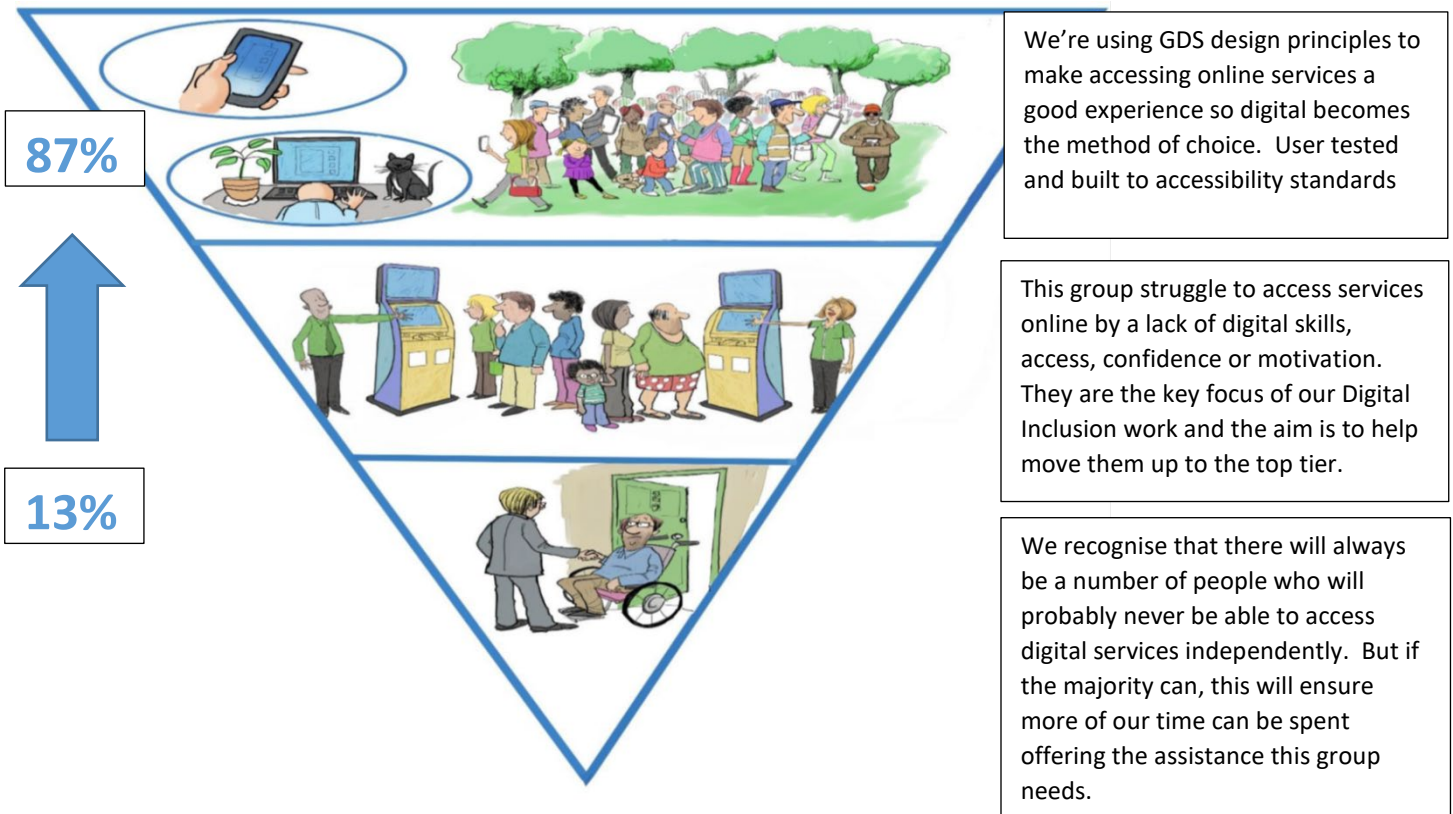 87%
13%
We’re using GDS design principles to
make accessing online services a
good experience so digital becomes
the method of choice.  User tested
and built to accessibility standards
This group struggle to access services
online by a lack of digital skills,
access, confidence or motivation.
They are the key focus of our Digital
Inclusion work and the aim is to help
move them up to the top tier.
We recognise that there will always
be a number of people who will
probably never be able to access
digital services independently.  But if
the majority can, this will ensure
more of our time can be spent
offering the assistance this group
needs.